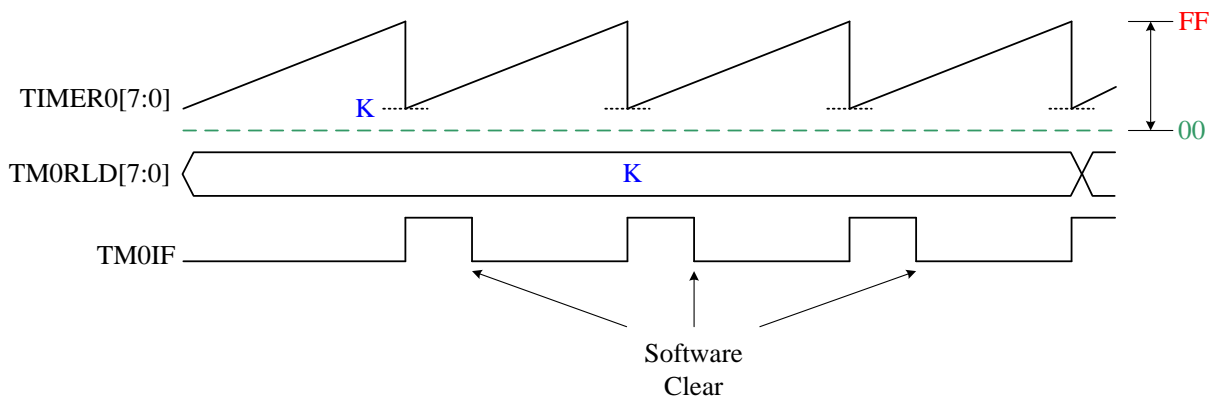 FF
TIMER0[7:0]
K
00
TM0RLD[7:0]
K
TM0IF
Software
Clear